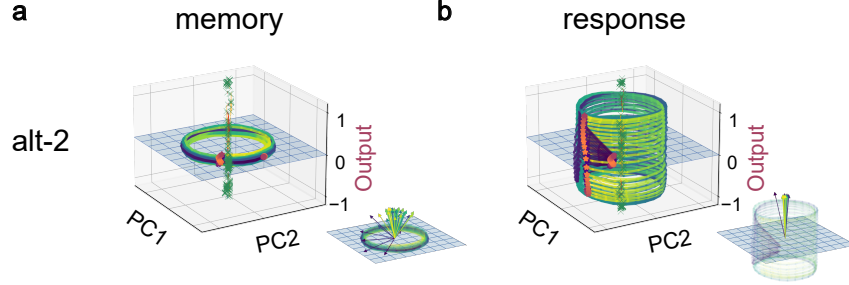 a
memory
b
response
alt-2
1
0
−1
Output
PC1
PC2
1
0
−1
Output
PC1
PC2